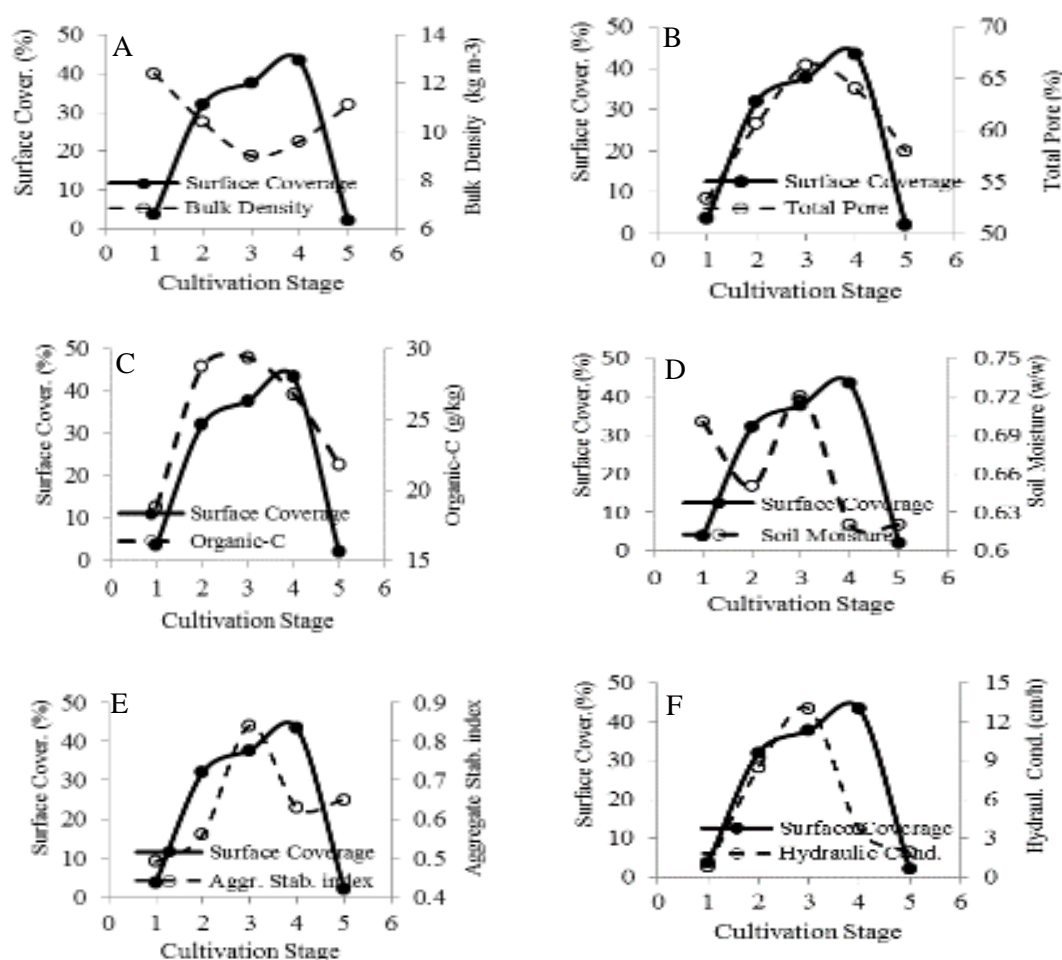 A
Surface Cover. (%)
50
40
30
20
10
0
14
12
10
8
6
Bulk Density (kg m-3)
Surface Coverage
Bulk Density
0 1 2 3 4 5 6
Cultivation Stage
B
Surface Cover. (%)
50
40
30
20
10
0
70
65
60
55
50
Total Pore (%)
Surface Coverage
Total Pore
0 1 2 3 4 5 6
Cultivation Stage
C
Surface Cover. (%)
50
40
30
20
10
0
30
25
20
15
Organic-C (g/kg)
Surface Coverage
Organic-C
0 1 2 3 4 5 6
Cultivation Stage
D
Surface Cover.(%)
50
40
30
20
10
0
0.75
0.72
0.69
0.66
0.63
0.6
Soil Moisture (w/w)
Surface Coverage
Soil Moisture
0 1 2 3 4 5 6
Cultivation Stage
E
Surface Cover. (%)
50
40
30
20
10
0
0.9
0.8
0.7
0.6
0.5
0.4
Aggregate Stab. index
Surface Coverage
Aggr. Stab. index
0 1 2 3 4 5 6
Cultivation Stage
F
Surface Cover.(%)
50
40
30
20
10
0
15
12
9
6
3
0
Hydraul. Cond. (cm/h)
Surface Coverage
Hydraulic Cond.
0 1 2 3 4 5 6
Cultivation Stage